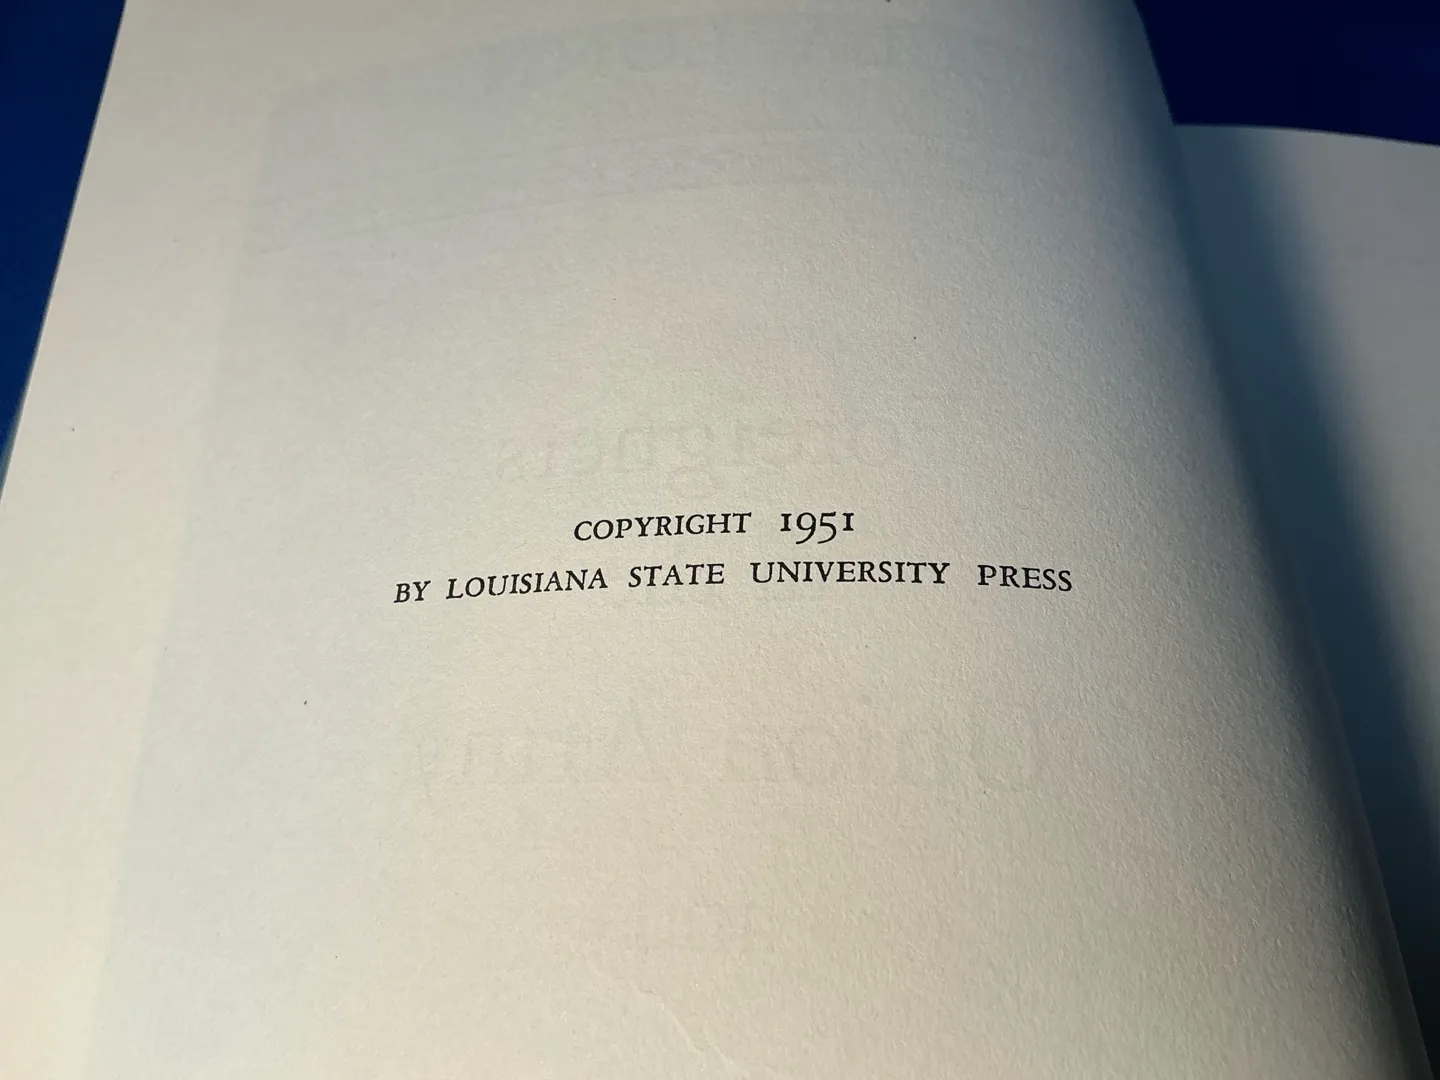 COPYRIGHT 1951
BY LOUISIANA STATE UNIVERSITY PRESS